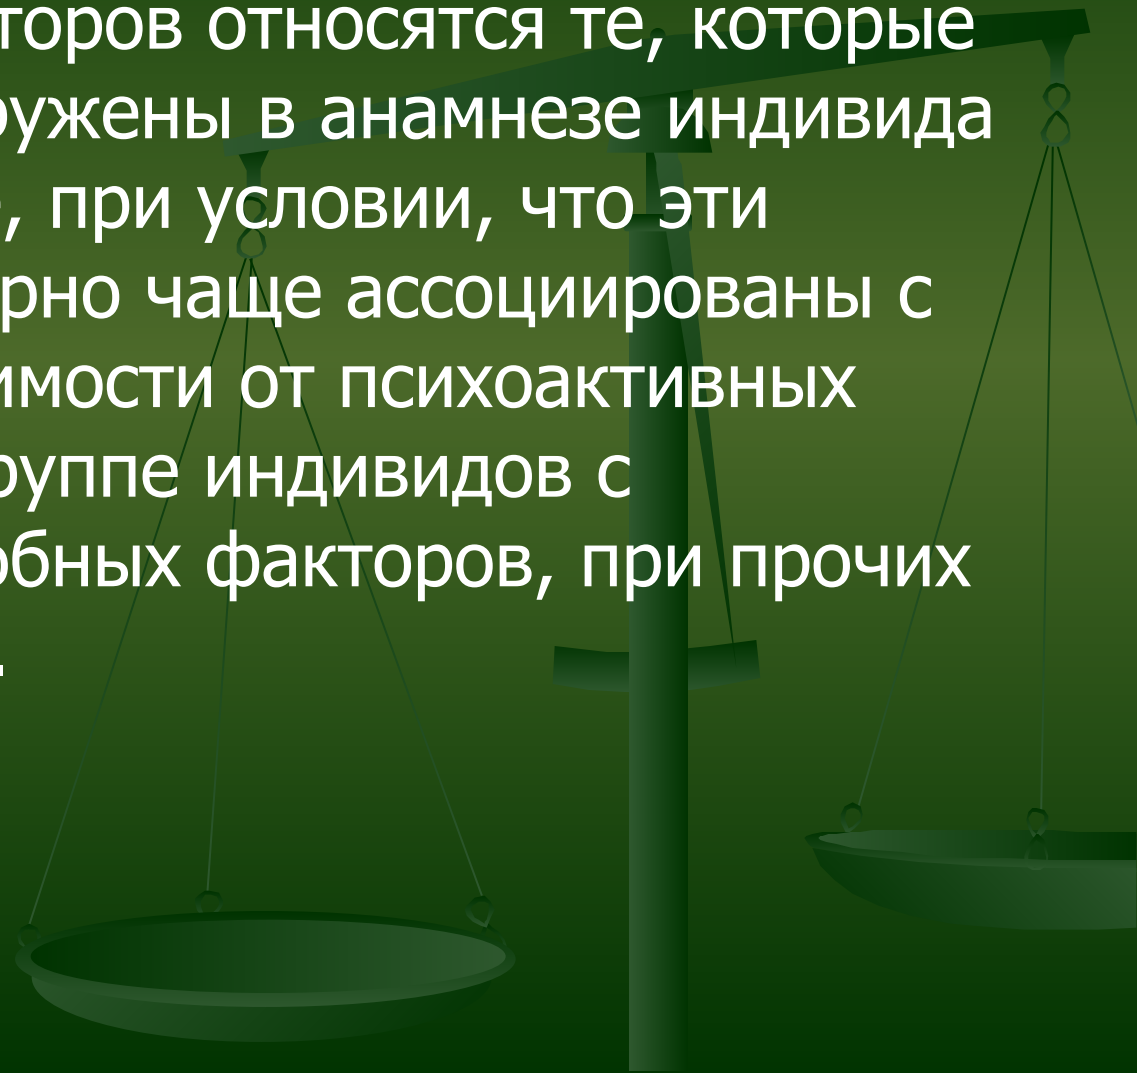 торов относятся те, которые
ружены в анамнезе индивида
е, при условии, что эти
рно чаще ассоциированы с
имости от психоактивных
руппе индивидов с
обных факторов, при прочих
.